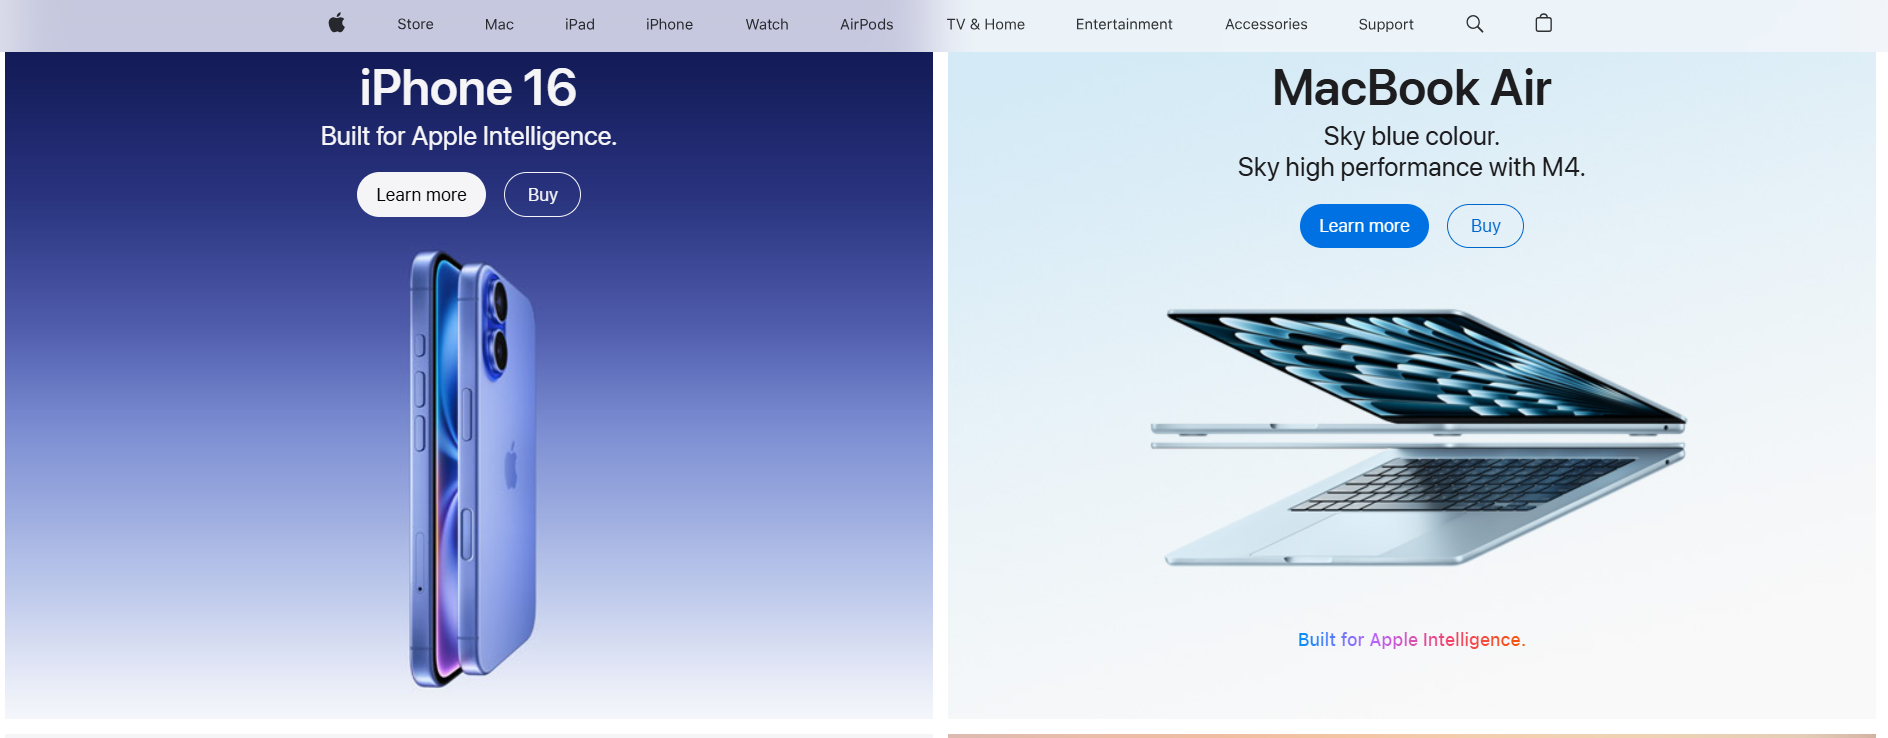 Store Mac iPad iPhone Watch AirPods TV & Home Entertainment Accessories Support
iPhone 16
Built for Apple Intelligence.
Learn more Buy
MacBook Air
Sky blue colour.
Sky high performance with M4.
Learn more Buy
Built for Apple Intelligence.